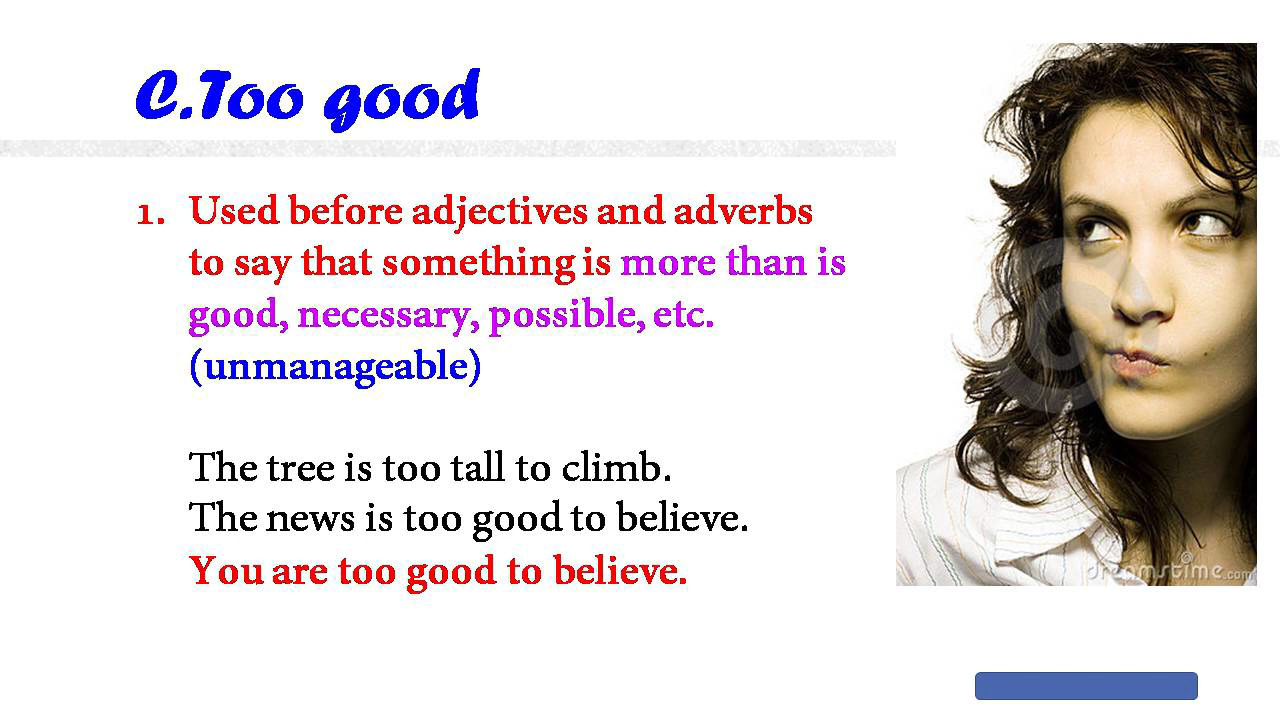 C.Too good
1. Used before adjectives and adverbs
to say that something is more than is
good, necessary, possible, etc.
(unmanageable)
The tree is too tall to climb.
The news is too good to believe.
You are too good to believe.
dreamstime.com